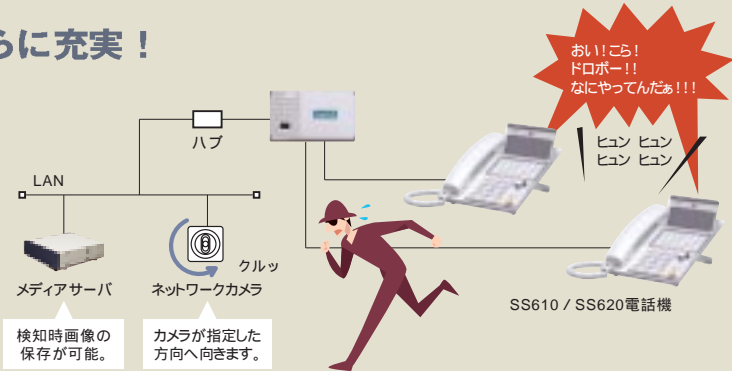 らに充実！
おい！こら！
ドロボー！！
なにやってんだぁ！！！
ヒュン ヒュン
ヒュン ヒュン
ハブ
LAN
クルッ
メディアサーバ
ネットワークカメラ
SS610 / SS620電話機
検知時画像の
保存が可能。
カメラが指定した
方向へ向きます。